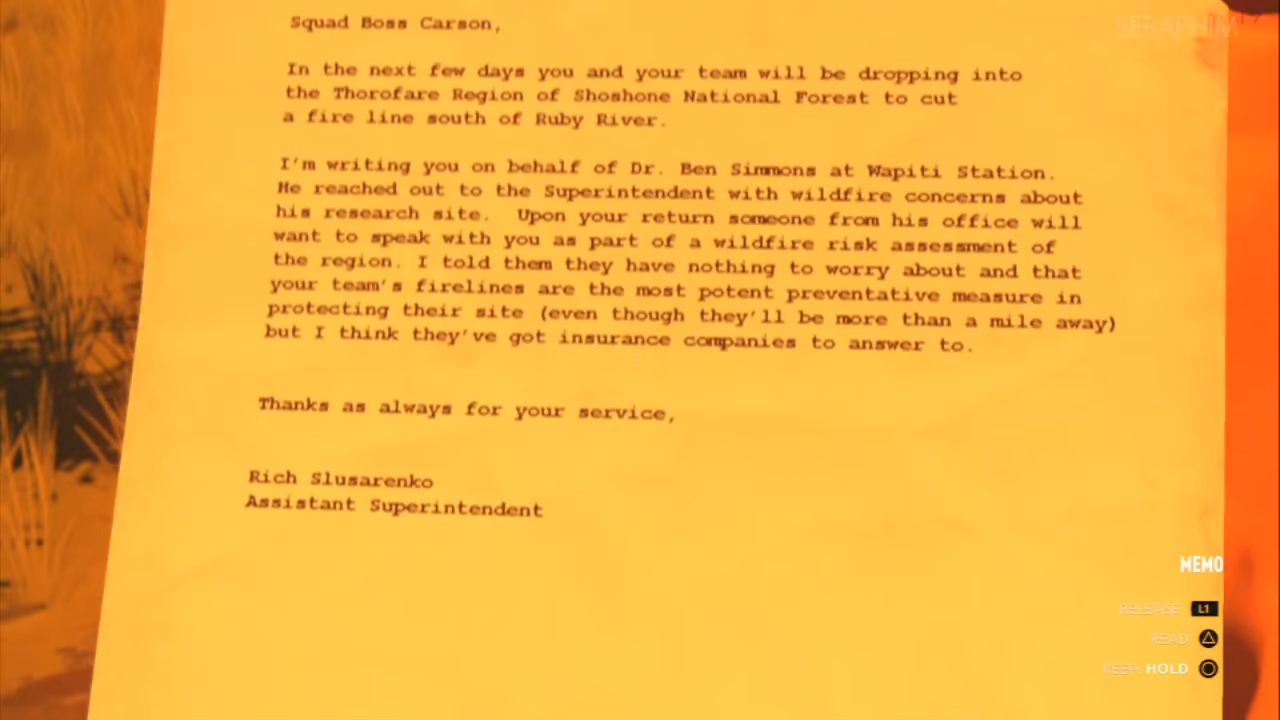 SERAPHIM
Squad Boss Carson,
In the next few days you and your team will be dropping into
the Thorofare Region of Shoshone National Forest to cut
a fire line south of Ruby River.
I'm writing you on behalf of Dr. Ben Simmons at Wapiti Station.
He reached out to the Superintendent with wildfire concerns about
his research site. Upon your return someone from his office will
want to speak with you as part of a wildfire risk assessment of
the region. I told them they have nothing to worry about and that
your team's firelines are the most potent preventative measure in
protecting their site (even though they'll be more than a mile away)
but I think they've got insurance companies to answer to.
Thanks as always for your service,
Rich Slusarenko
Assistant Superintendent
MEMO
RELEASE L1
READ
KEEP: HOLD